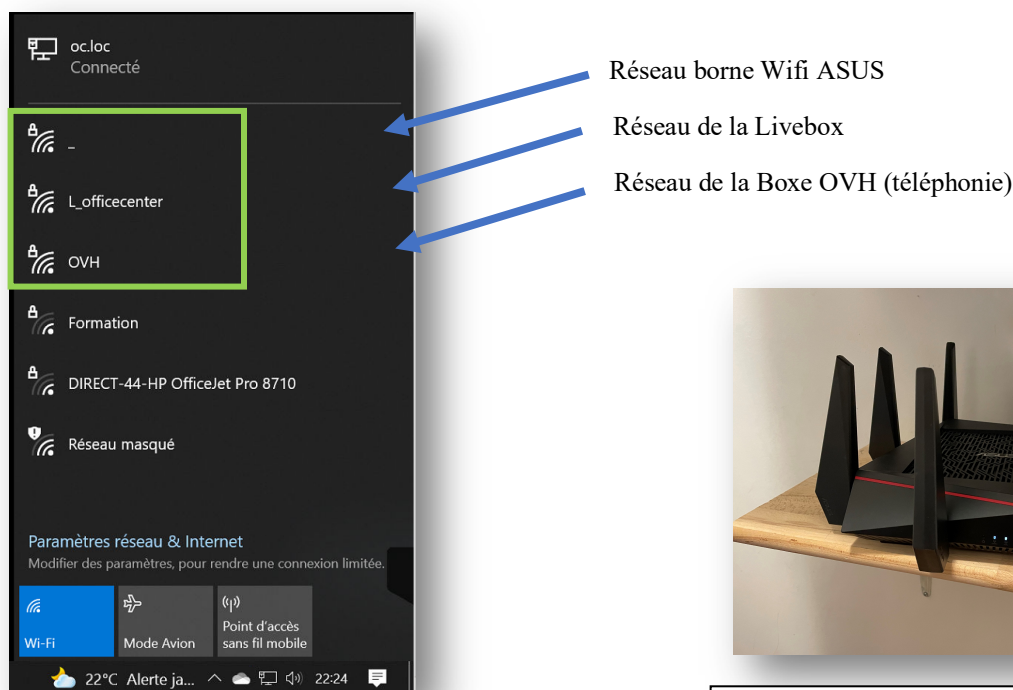 oc.loc
Connecté
_
L_officecenter
OVH
Formation
DIRECT-44-HP OfficeJet Pro 8710
Réseau masqué
Paramètres réseau & Internet
Modifier des paramètres, pour rendre une connexion limitée.
Wi-Fi
Mode Avion
Point d'accès
sans fil mobile
22°C Alerte ja... 22:24
Réseau borne Wifi ASUS
Réseau de la Livebox
Réseau de la Boxe OVH (téléphonie)